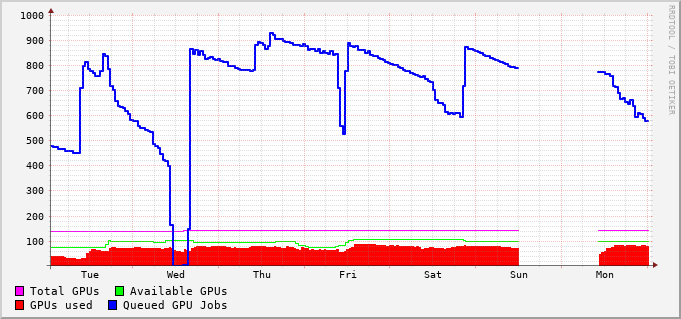 1000
900
800
700
600
500
400
300
200
100
Tue Wed Thu Fri Sat Sun Mon
Total GPUs Available GPUs
GPUs used Queued GPU Jobs
RRDTOOL / TOBI OETIKER